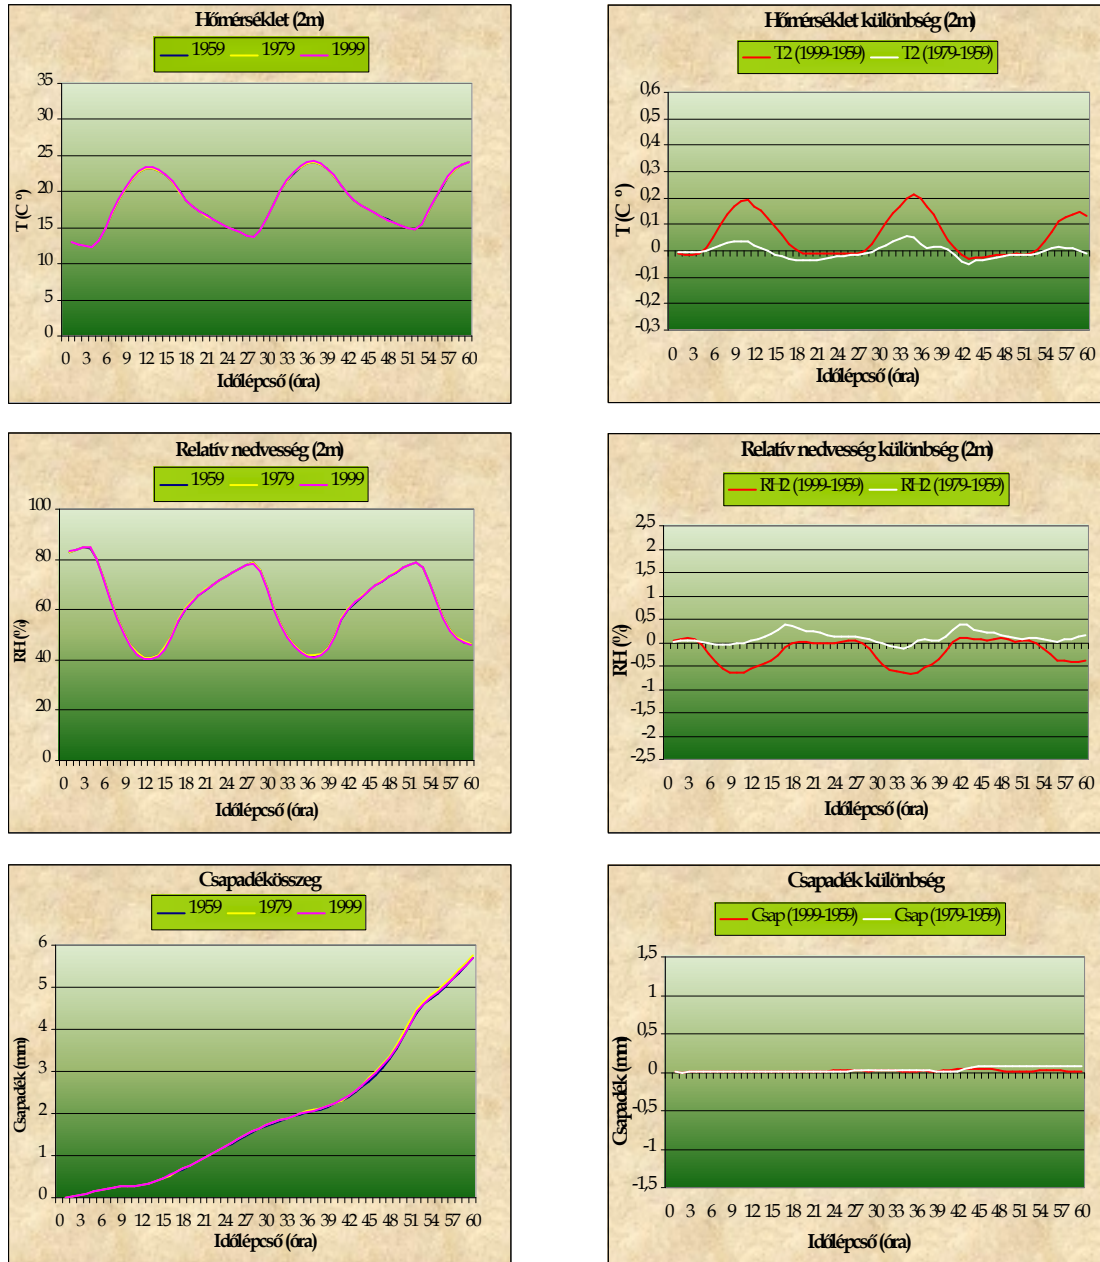 Hőmérséklet (2m)
1959 1979 1999
T (C º)
35
30
25
20
15
10
5
0
0 3 6 9 12 15 18 21 24 27 30 33 36 39 42 45 48 51 54 57 60
Időlépcső (óra)
Hőmérséklet különbség (2m)
T2 (1999-1959) T2 (1979-1959)
T (C º)
0,6
0,5
0,4
0,3
0,2
0,1
0
-0,1
-0,2
-0,3
0 3 6 9 12 15 18 21 24 27 30 33 36 39 42 45 48 51 54 57 60
Időlépcső (óra)
Relatív nedvesség (2m)
1959 1979 1999
RH (%)
100
80
60
40
20
0
0 3 6 9 12 15 18 21 24 27 30 33 36 39 42 45 48 51 54 57 60
Időlépcső (óra)
Relatív nedvesség különbség (2m)
RH2 (1999-1959) RH2 (1979-1959)
RH (%)
2,5
2
1,5
1
0,5
0
-0,5
-1
-1,5
-2
-2,5
0 3 6 9 12 15 18 21 24 27 30 33 36 39 42 45 48 51 54 57 60
Időlépcső (óra)
Csapadékösszeg
1959 1979 1999
Csapadék (mm)
6
5
4
3
2
1
0
0 3 6 9 12 15 18 21 24 27 30 33 36 39 42 45 48 51 54 57 60
Időlépcső (óra)
Csapadék különbség
Csap (1999-1959) Csap (1979-1959)
Csapadék (mm)
1,5
1
0,5
0
-0,5
-1
-1,5
0 3 6 9 12 15 18 21 24 27 30 33 36 39 42 45 48 51 54 57 60
Időlépcső (óra)